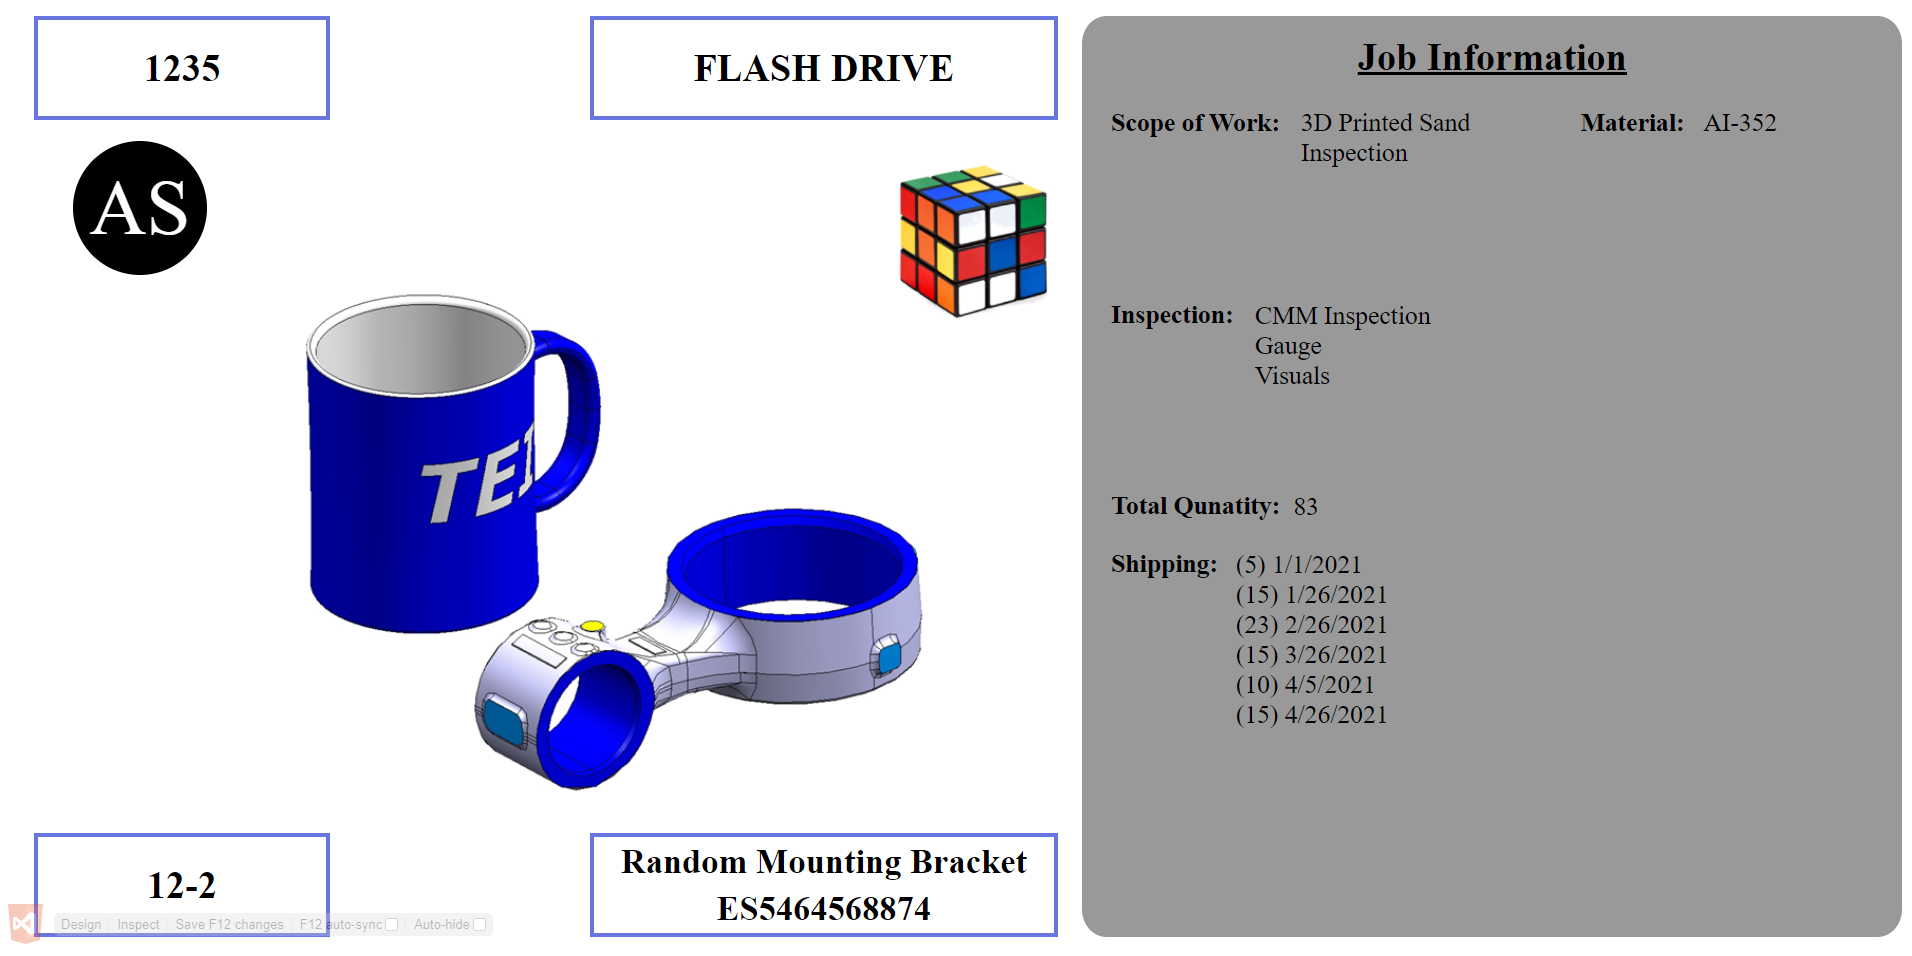 1235
FLASH DRIVE
AS
TEI
12-2
Random Mounting Bracket
ES5464568874
Design Inspect Save F12 changes F12 auto-sync Auto-hide
Job Information
Scope of Work: 3D Printed Sand
Inspection
Material: AI-352
Inspection: CMM Inspection
Gauge
Visuals
Total Qunatity: 83
Shipping: (5) 1/1/2021
(15) 1/26/2021
(23) 2/26/2021
(15) 3/26/2021
(10) 4/5/2021
(15) 4/26/2021